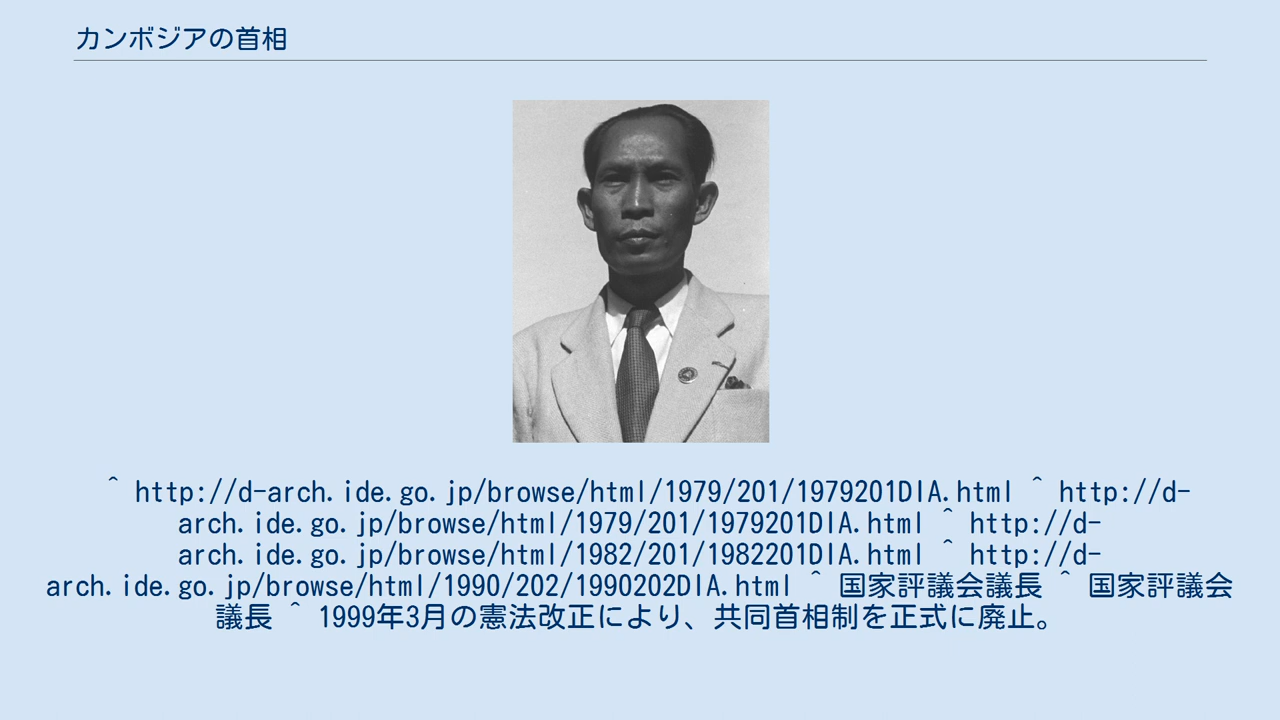 カンボジアの首相
^ http://d-arch.ide.go.jp/browse/html/1979/201/1979201DIA.html ^ http://d-
arch.ide.go.jp/browse/html/1979/201/1979201DIA.html ^ http://d-
arch.ide.go.jp/browse/html/1982/201/1982201DIA.html ^ http://d-
arch.ide.go.jp/browse/html/1990/202/1990202DIA.html ^ 国家評議会議長 ^ 国家評議会
議長 ^ 1999年3月の憲法改正により、共同首相制を正式に廃止。